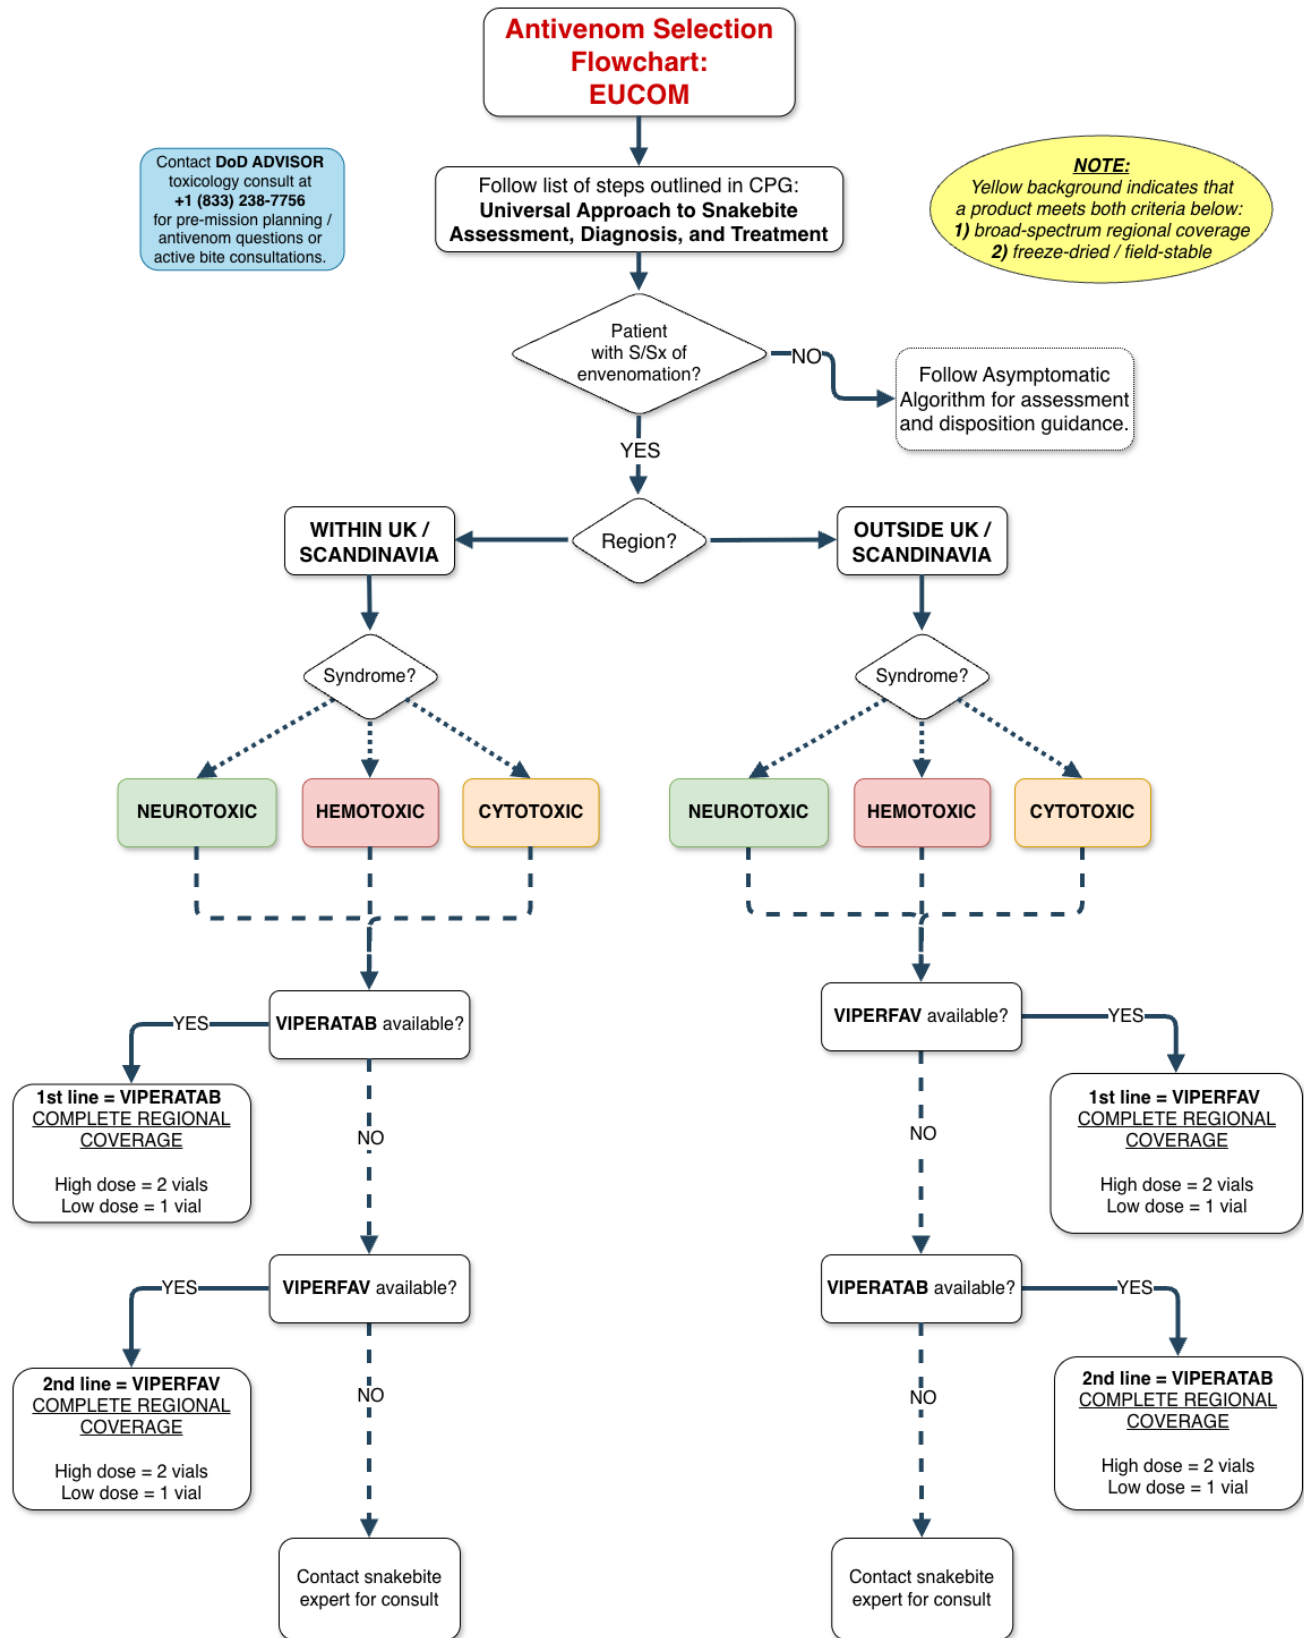 Antivenom Selection
Flowchart:
EUCOM
Contact DoD ADVISOR
toxicology consult at
+1 (833) 238-7756
for pre-mission planning /
antivenom questions or
active bite consultations.
Follow list of steps outlined in CPG:
Universal Approach to Snakebite
Assessment, Diagnosis, and Treatment
NOTE:
Yellow background indicates that
a product meets both criteria below:
1) broad-spectrum regional coverage
2) freeze-dried / field-stable
Patient
with S/Sx of
envenomation?
NO
Follow Asymptomatic
Algorithm for assessment
and disposition guidance.
YES
Region?
WITHIN UK /
SCANDINAVIA
OUTSIDE UK /
SCANDINAVIA
Syndrome?
Syndrome?
NEUROTOXIC
HEMOTOXIC
CYTOTOXIC
NEUROTOXIC
HEMOTOXIC
CYTOTOXIC
VIPERATAB available?
YES
1st line = VIPERATAB
COMPLETE REGIONAL
COVERAGE
High dose = 2 vials
Low dose = 1 vial
NO
VIPERFAV available?
YES
2nd line = VIPERFAV
COMPLETE REGIONAL
COVERAGE
High dose = 2 vials
Low dose = 1 vial
NO
Contact snakebite
expert for consult
VIPERFAV available?
YES
1st line = VIPERFAV
COMPLETE REGIONAL
COVERAGE
High dose = 2 vials
Low dose = 1 vial
NO
VIPERATAB available?
YES
2nd line = VIPERATAB
COMPLETE REGIONAL
COVERAGE
High dose = 2 vials
Low dose = 1 vial
NO
Contact snakebite
expert for consult